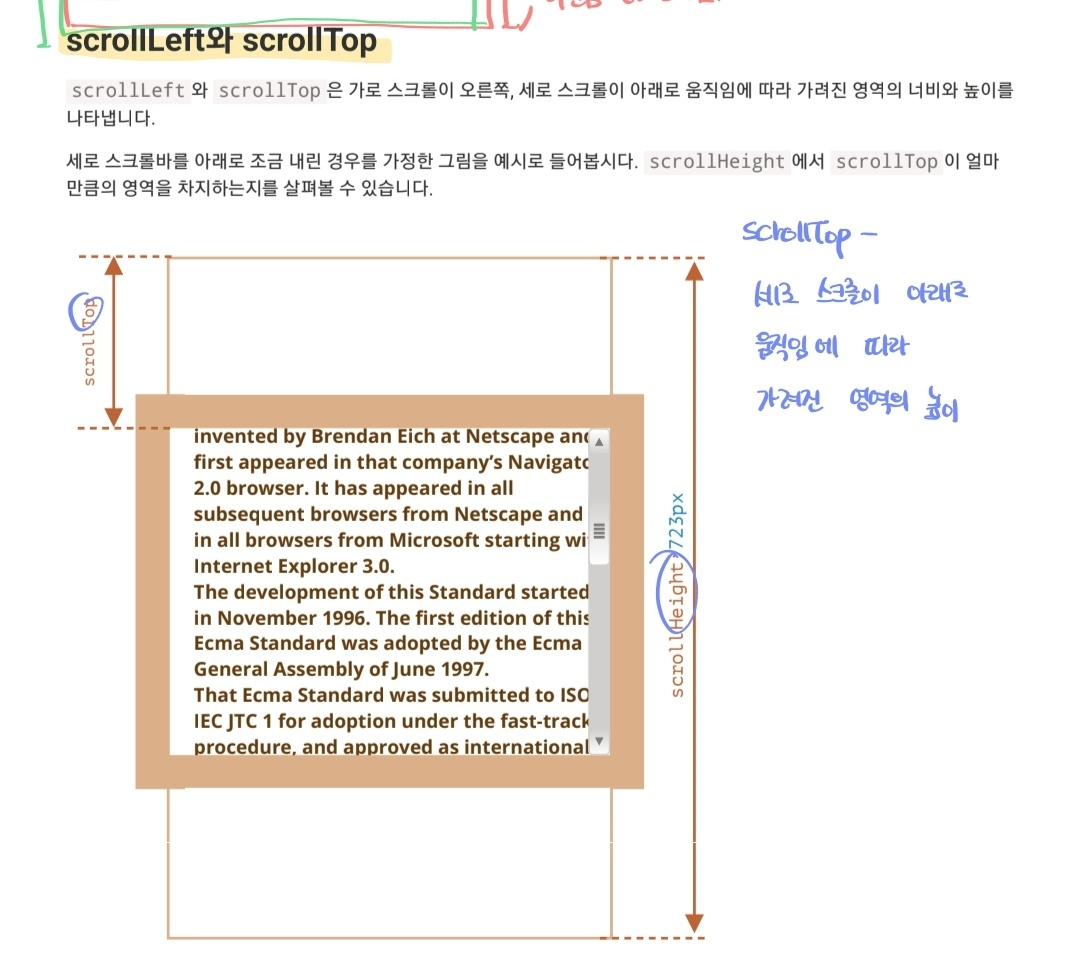 scrollLeft와 scrollTop
scrollLeft 와 scrollTop 은 가로 스크롤이 오른쪽, 세로 스크롤이 아래로 움직임에 따라 가려진 영역의 너비와 높이를
나타냅니다.
세로 스크롤바를 아래로 조금 내린 경우를 가정한 그림을 예시로 들어봅시다. scrollHeight 에서 scrollTop 이 얼마
만큼의 영역을 차지하는지를 살펴볼 수 있습니다.
scrollTop –
세로 스크롤이 아래로
움직임에 따라
가려진 영역의 높이
scrollTop
invented by Brendan Eich at Netscape and
first appeared in that company’s Navigato
2.0 browser. It has appeared in all
subsequent browsers from Netscape and
in all browsers from Microsoft starting wi
Internet Explorer 3.0.
The development of this Standard started
in November 1996. The first edition of this
Ecma Standard was adopted by the Ecma
General Assembly of June 1997.
That Ecma Standard was submitted to ISO
IEC JTC 1 for adoption under the fast-track
procedure, and approved as international
scrollHeight:723px